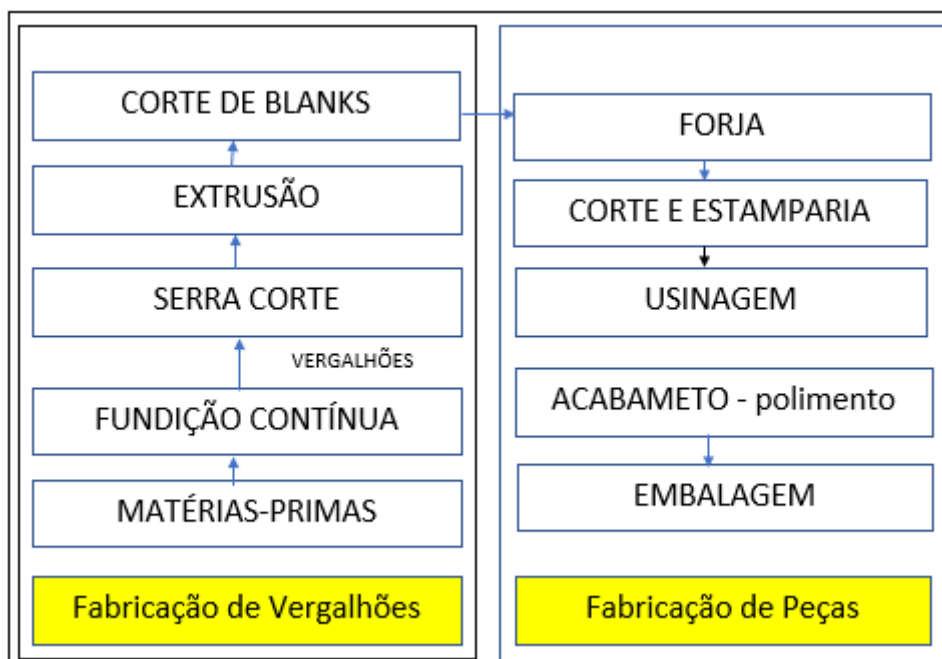 CORTE DE BLANKS
EXTRUSÃO
SERRA CORTE
VERGALHÕES
FUNDIÇÃO CONTÍNUA
MATÉRIAS-PRIMAS
Fabricação de Vergalhões
FORJA
CORTE E ESTAMPARIA
USINAGEM
ACABAMETO - polimento
EMBALAGEM
Fabricação de Peças